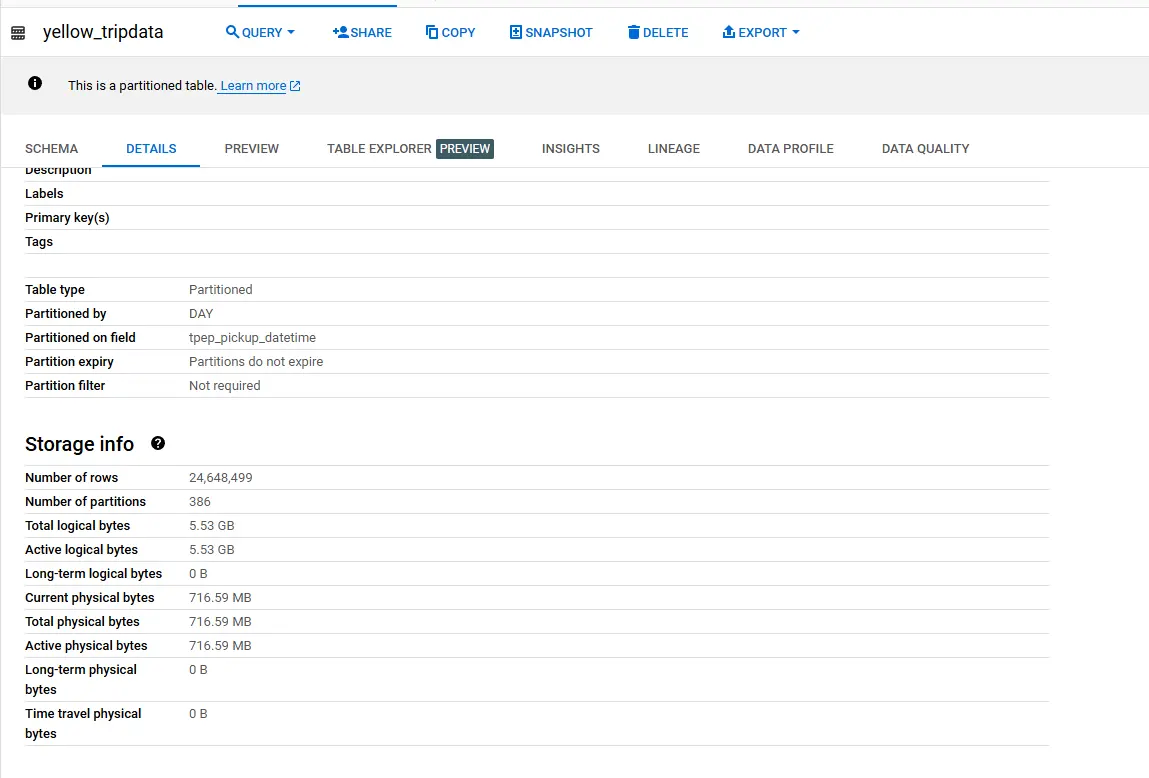 yellow_tripdata QUERY SHARE COPY SNAPSHOT DELETE EXPORT
This is a partitioned table. Learn more
SCHEMA DETAILS PREVIEW TABLE EXPLORER PREVIEW INSIGHTS LINEAGE DATA PROFILE DATA QUALITY
Description
Labels
Primary key(s)
Tags
Table type Partitioned
Partitioned by DAY
Partitioned on field tpep_pickup_datetime
Partition expiry Partitions do not expire
Partition filter Not required
Storage info
Number of rows 24,648,499
Number of partitions 386
Total logical bytes 5.53 GB
Active logical bytes 5.53 GB
Long-term logical bytes 0 B
Current physical bytes 716.59 MB
Total physical bytes 716.59 MB
Active physical bytes 716.59 MB
Long-term physical 0 B
bytes
Time travel physical 0 B
bytes